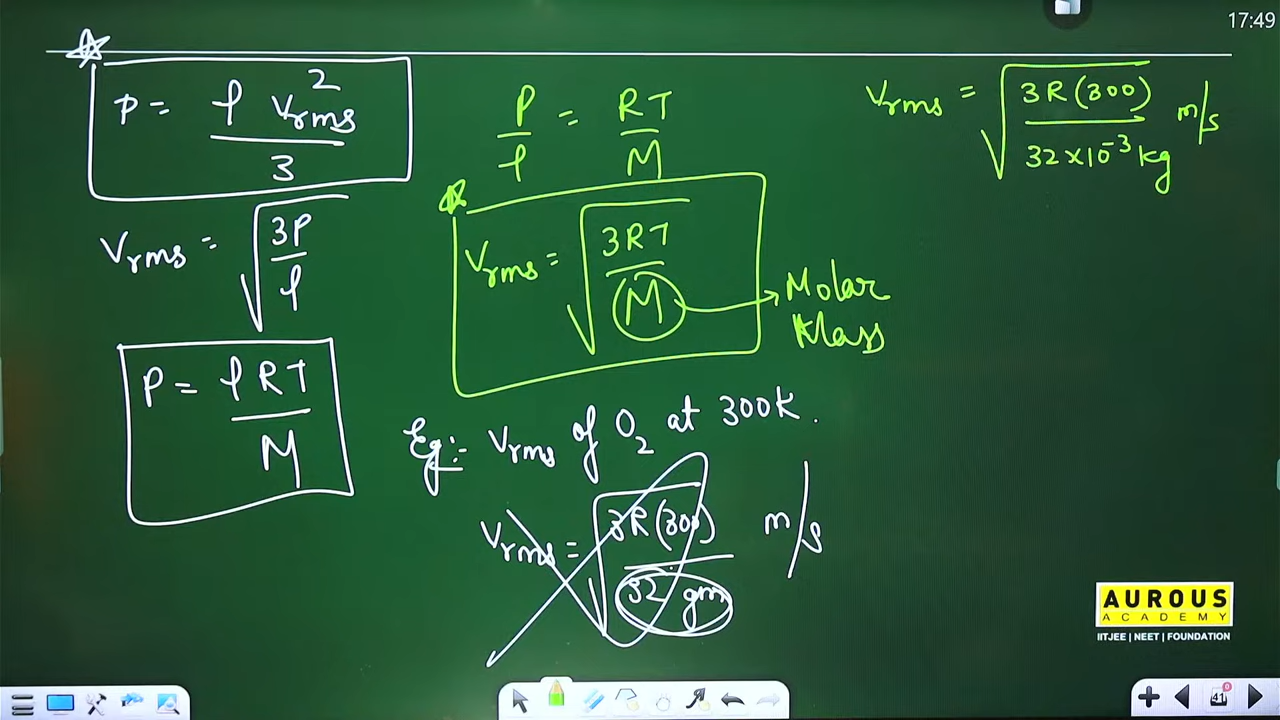 17:49
P = ρ Vrms² / 3
Vrms = √(3P / ρ)
P = ρRT / M
P / ρ = RT / M
Vrms = √(3RT / M) → Molar Mass
Eg:- Vrms of O₂ at 300K.
Vrms = √(3R(300) / 32 gm) m/s
Vrms = √(3R(300) / 32×10⁻³ kg) m/s
AUROUS
ACADEMY
IITJEE | NEET | FOUNDATION
41